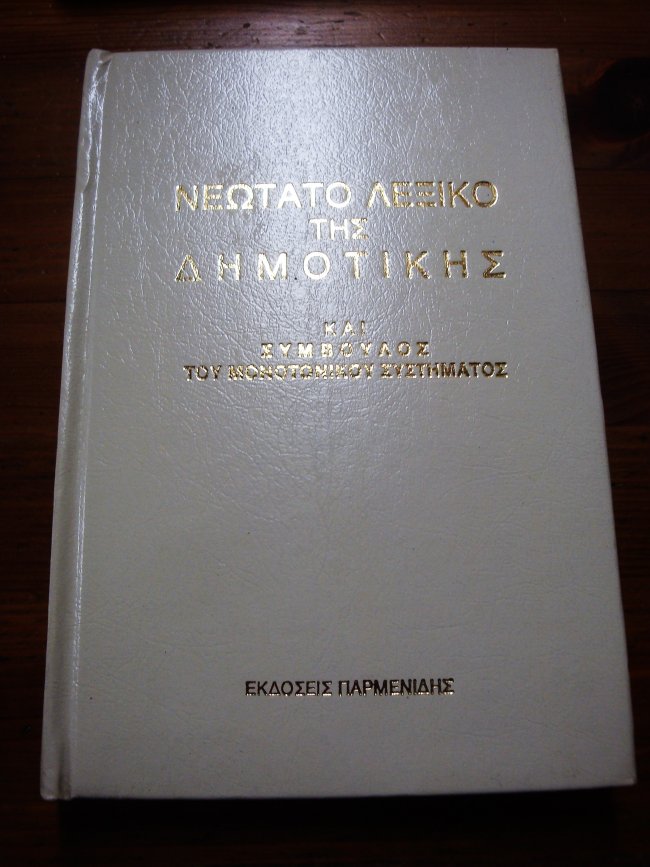 ΝΕΩΤΑΤΟ ΛΕΞΙΚΟ
ΤΗΣ
ΔΗΜΟΤΙΚΗΣ
ΚΑΙ
ΣΥΜΒΟΥΛΟΣ
ΤΟΥ ΜΟΝΟΤΟΝΙΚΟΥ ΣΥΣΤΗΜΑΤΟΣ
ΕΚΔΟΣΕΙΣ ΠΑΡΜΕΝΙΔΗΣ